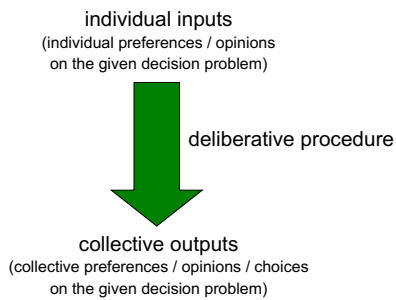 individual inputs
(individual preferences / opinions
on the given decision problem)
deliberative procedure
collective outputs
(collective preferences / opinions / choices
on the given decision problem)